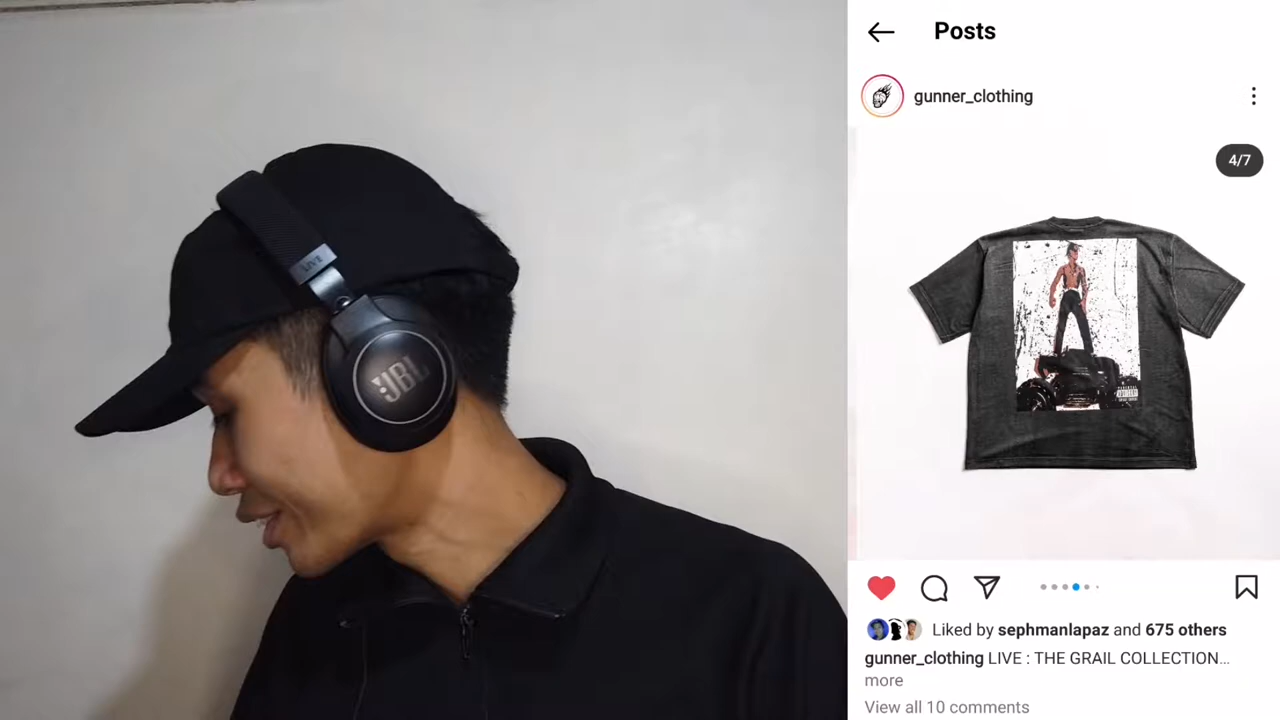 LIVE
JBL
Posts
gunner_clothing
4/7
Liked by sephmanlapaz and 675 others
gunner_clothing LIVE : THE GRAIL COLLECTION...
more
View all 10 comments